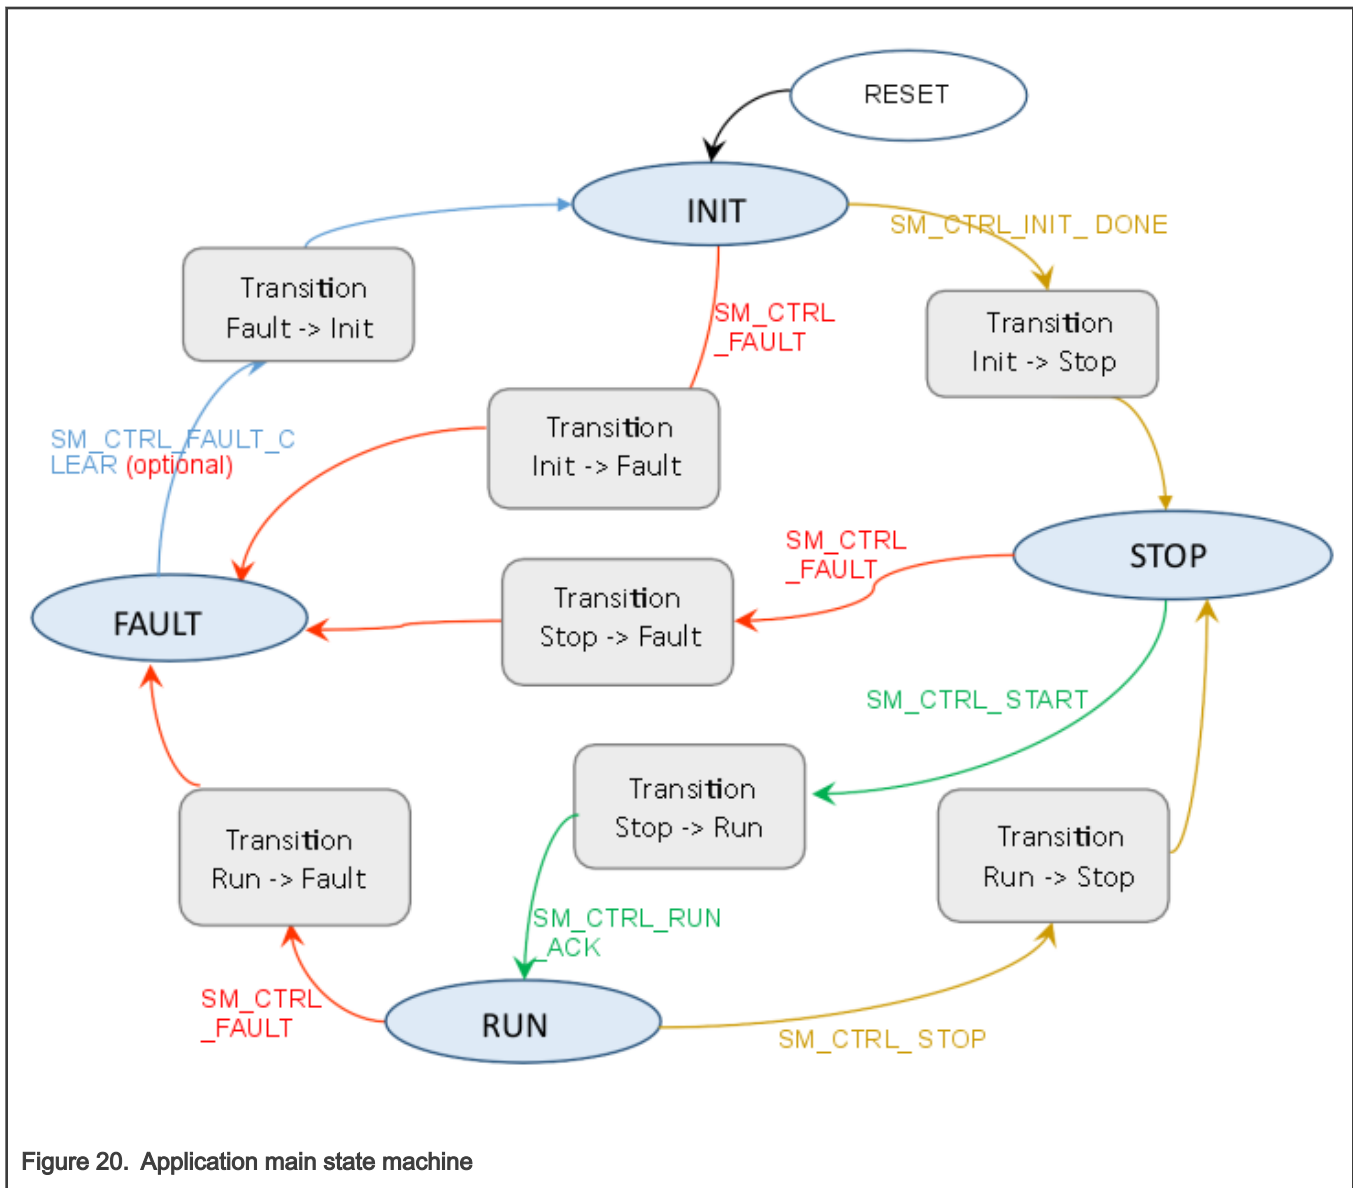 RESET
INIT
SM_CTRL_INIT_ DONE
Transition
Fault -> Init
SM_CTRL
_FAULT
Transition
Init -> Stop
Transition
Init -> Fault
SM_CTRL_FAULT_C
LEAR (optional)
SM_CTRL
_FAULT
STOP
Transition
Stop -> Fault
FAULT
SM_CTRL_ START
Transition
Stop -> Run
Transition
Run -> Fault
Transition
Run -> Stop
SM_CTRL_RUN
_ACK
SM_CTRL
_FAULT
RUN
SM_CTRL_ STOP
Figure 20. Application main state machine